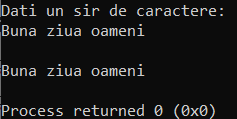 Dati un sir de caractere:
Buna ziua oameni
Buna ziua oameni
Process returned 0 (0x0)